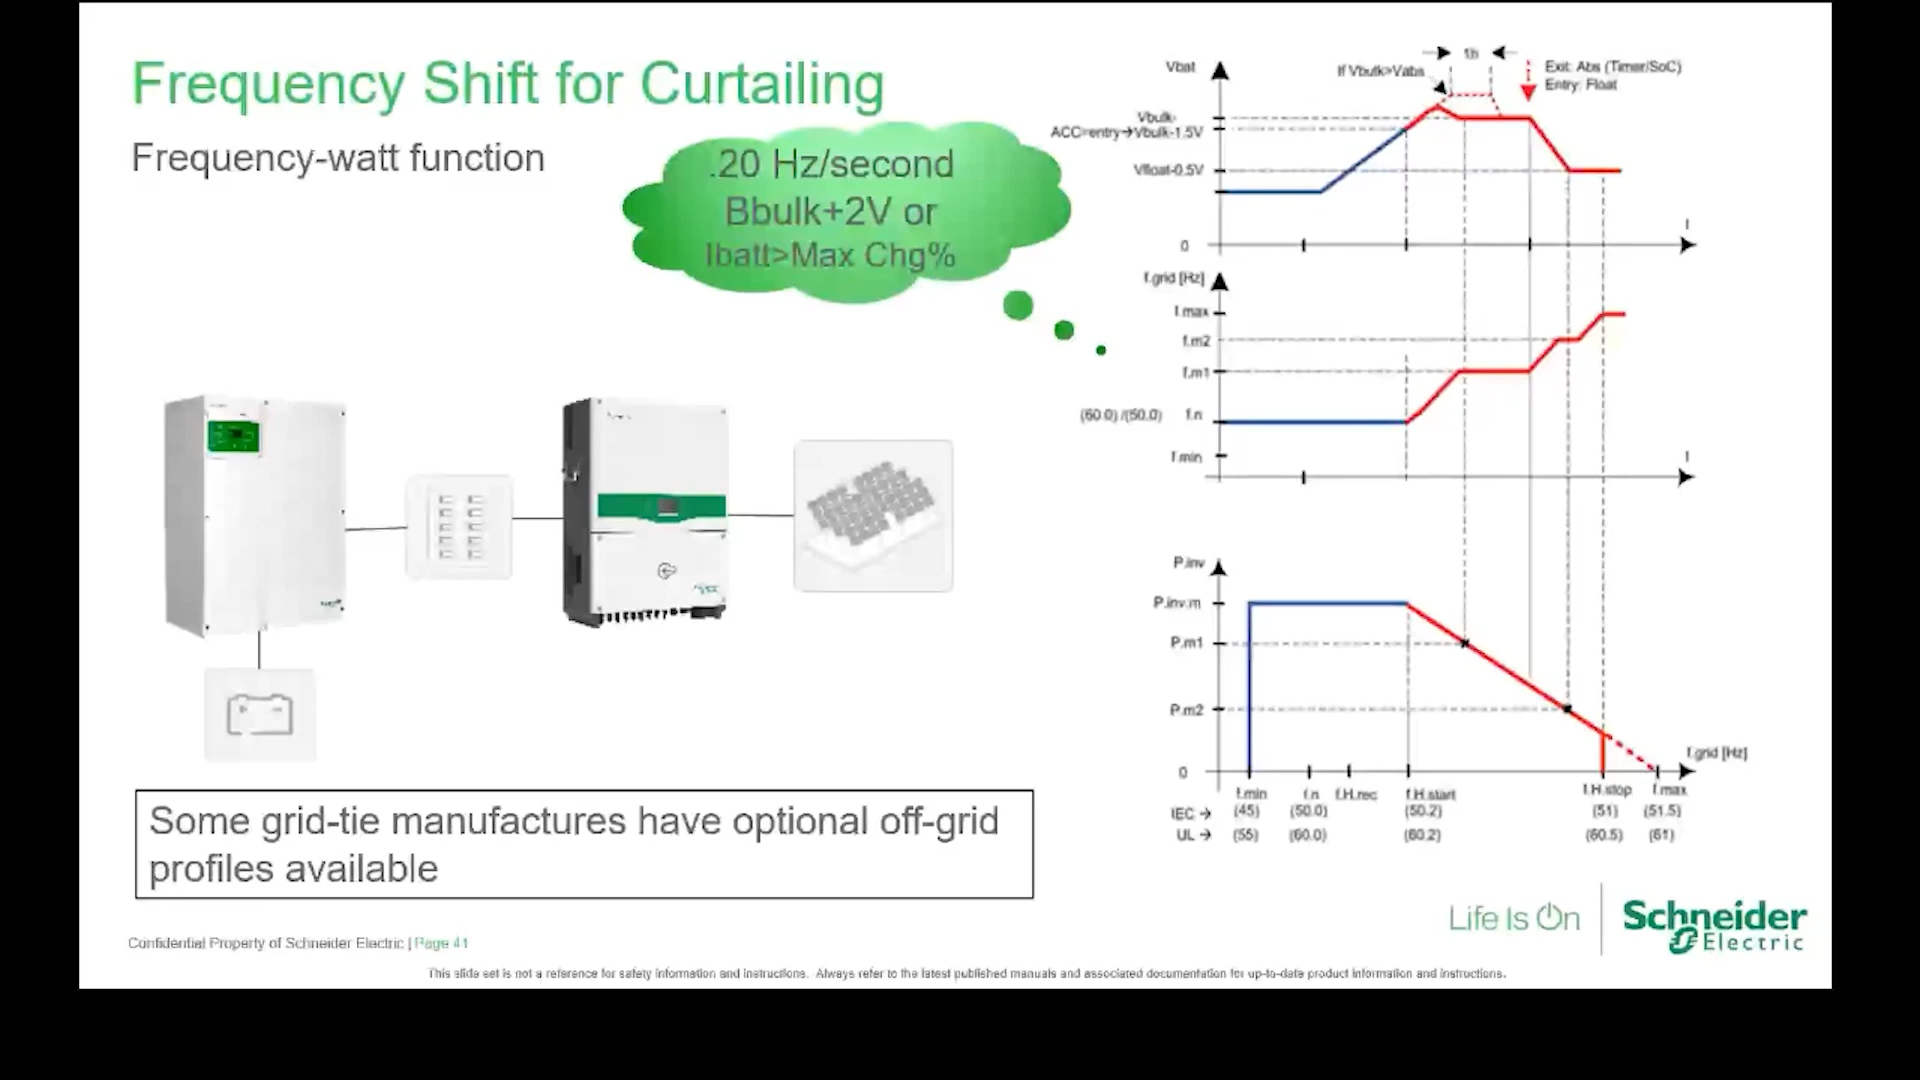 Frequency Shift for Curtailing
Frequency-watt function
.20 Hz/second
Bbulk+2V or
Ibatt>Max Chg%
Vbat
1h
If Vbulk>Vabs
Exit: Abs (Timer/SoC)
Entry: Float
Vbulk-
ACC=entry→Vbulk-1.5V
Vfloat-0.5V
0
f.grid [Hz]
f.max
f.m2
f.m1
(60.0) /(50.0) f.n
f.min
P.inv
P.inv.m
P.m1
P.m2
0
f.grid [Hz]
f.min f.n f.H.rec f.H.start f.H.stop f.max
IEC → (45) (50.0) (50.2) (51) (51.5)
UL → (55) (60.0) (60.2) (60.5) (61)
Some grid-tie manufactures have optional off-grid
profiles available
Life Is On
Schneider
Electric
Confidential Property of Schneider Electric | Page 41
This slide set is not a reference for safety information and instructions. Always refer to the latest published manuals and associated documentation for up-to-date product information and instructions.